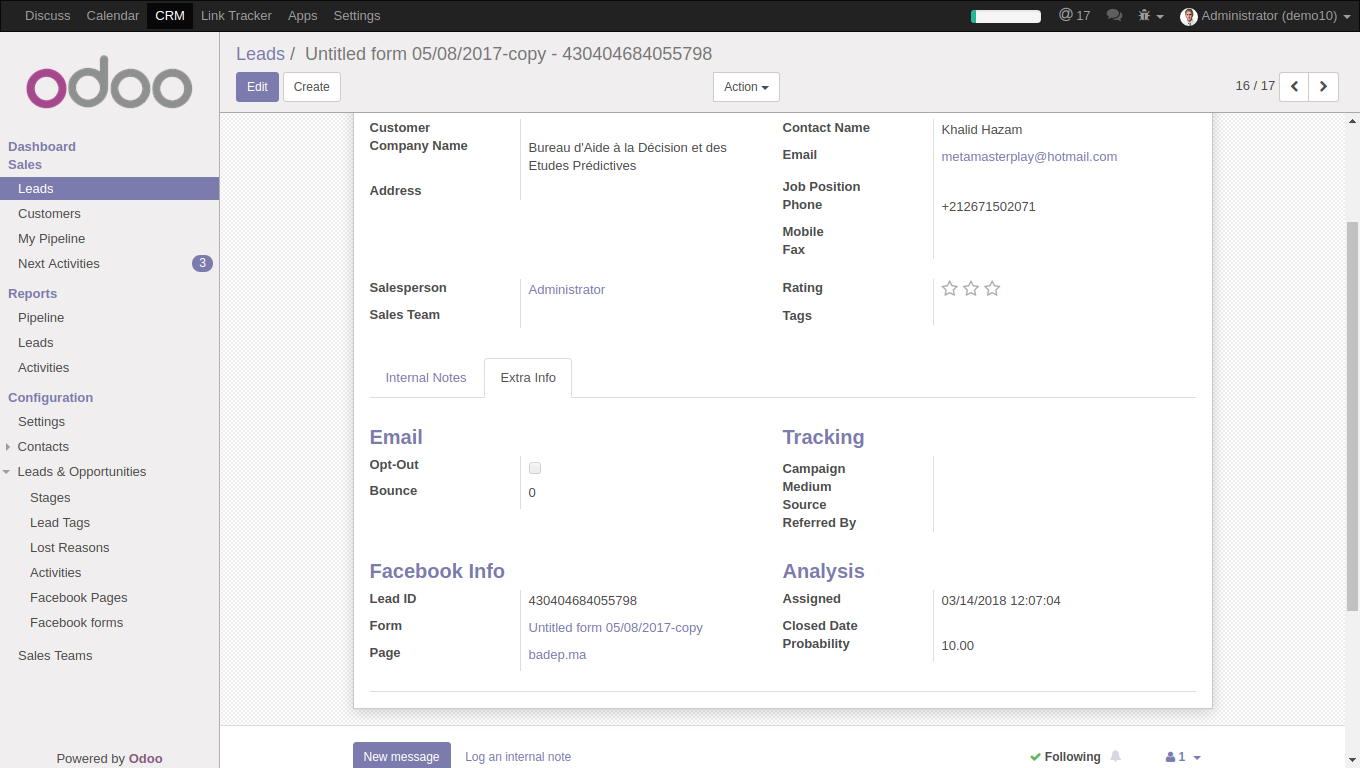 Discuss Calendar CRM Link Tracker Apps Settings
@ 17 Administrator (demo10)
odoo
Dashboard
Sales
Leads
Customers
My Pipeline
Next Activities 3
Reports
Pipeline
Leads
Activities
Configuration
Settings
Contacts
Leads & Opportunities
Stages
Lead Tags
Lost Reasons
Activities
Facebook Pages
Facebook forms
Sales Teams
Powered by Odoo
Leads / Untitled form 05/08/2017-copy - 430404684055798
Edit Create Action 16 / 17
Customer
Company Name Bureau d'Aide à la Décision et des
Etudes Prédictives
Address
Contact Name Khalid Hazam
Email metamasterplay@hotmail.com
Job Position
Phone +212671502071
Mobile
Fax
Salesperson Administrator
Sales Team
Rating
Tags
Internal Notes Extra Info
Email
Opt-Out
Bounce 0
Tracking
Campaign
Medium
Source
Referred By
Facebook Info
Lead ID 430404684055798
Form Untitled form 05/08/2017-copy
Page badep.ma
Analysis
Assigned 03/14/2018 12:07:04
Closed Date
Probability 10.00
New message Log an internal note Following 1